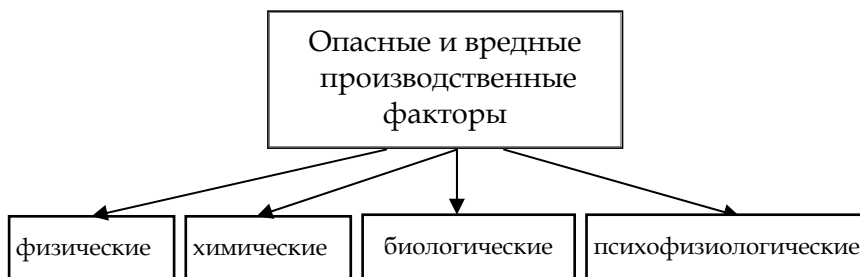 Опасные и вредные
производственные
факторы
физические
химические
биологические
психофизиологические